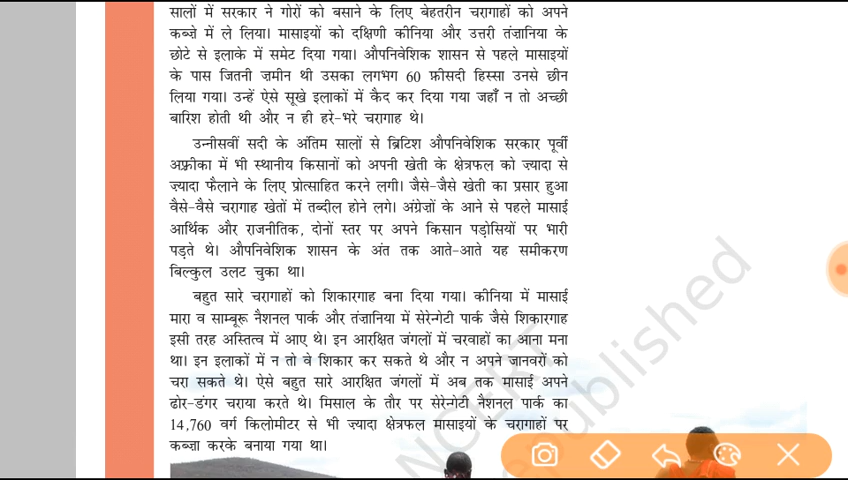 सालों में सरकार ने गोरों को बसाने के लिए बेहतरीन चरागाहों को अपने
कब्ज़े में ले लिया। मासाइयों को दक्षिणी कीनिया और उत्तरी तंज़ानिया के
छोटे से इलाके में समेट दिया गया। औपनिवेशिक शासन से पहले मासाइयों
के पास जितनी ज़मीन थी उसका लगभग 60 फ़ीसदी हिस्सा उनसे छीन
लिया गया। उन्हें ऐसे सूखे इलाकों में कैद कर दिया गया जहाँ न तो अच्छी
बारिश होती थी और न ही हरे-भरे चरागाह थे।
उन्नीसवीं सदी के अंतिम सालों से ब्रिटिश औपनिवेशिक सरकार पूर्वी
अफ़्रीका में भी स्थानीय किसानों को अपनी खेती के क्षेत्रफल को ज़्यादा से
ज़्यादा फैलाने के लिए प्रोत्साहित करने लगी। जैसे-जैसे खेती का प्रसार हुआ
वैसे-वैसे चरागाह खेतों में तब्दील होने लगे। अंग्रेज़ों के आने से पहले मासाई
आर्थिक और राजनीतिक, दोनों स्तर पर अपने किसान पड़ोसियों पर भारी
पड़ते थे। औपनिवेशिक शासन के अंत तक आते-आते यह समीकरण
बिल्कुल उलट चुका था।
बहुत सारे चरागाहों को शिकारगाह बना दिया गया। कीनिया में मासाई
मारा व साम्बूरू नैशनल पार्क और तंज़ानिया में सेरेन्गेटी पार्क जैसे शिकारगाह
इसी तरह अस्तित्व में आए थे। इन आरक्षित जंगलों में चरवाहों का आना मना
था। इन इलाकों में न तो वे शिकार कर सकते थे और न अपने जानवरों को
चरा सकते थे। ऐसे बहुत सारे आरक्षित जंगलों में अब तक मासाई अपने
ढोर-डंगर चराया करते थे। मिसाल के तौर पर सेरेन्गेटी नैशनल पार्क का
14,760 वर्ग किलोमीटर से भी ज़्यादा क्षेत्रफल मासाइयों के चरागाहों पर
कब्ज़ा करके बनाया गया था।
NCERT
republished